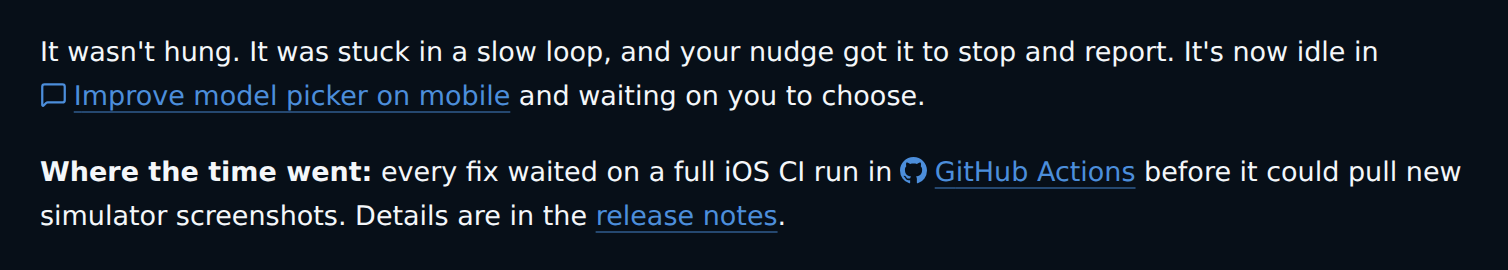 It wasn't hung. It was stuck in a slow loop, and your nudge got it to stop and report. It's now idle in
Improve model picker on mobile and waiting on you to choose.
Where the time went: every fix waited on a full iOS CI run in GitHub Actions before it could pull new
simulator screenshots. Details are in the release notes.